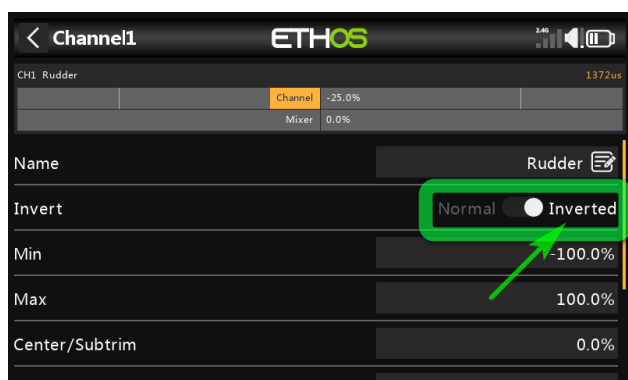 Channel1 ETHOS 2.4G
CH1 Rudder 1372us
Channel -25.0%
Mixer 0.0%
Name Rudder
Invert Normal Inverted
Min -100.0%
Max 100.0%
Center/Subtrim 0.0%